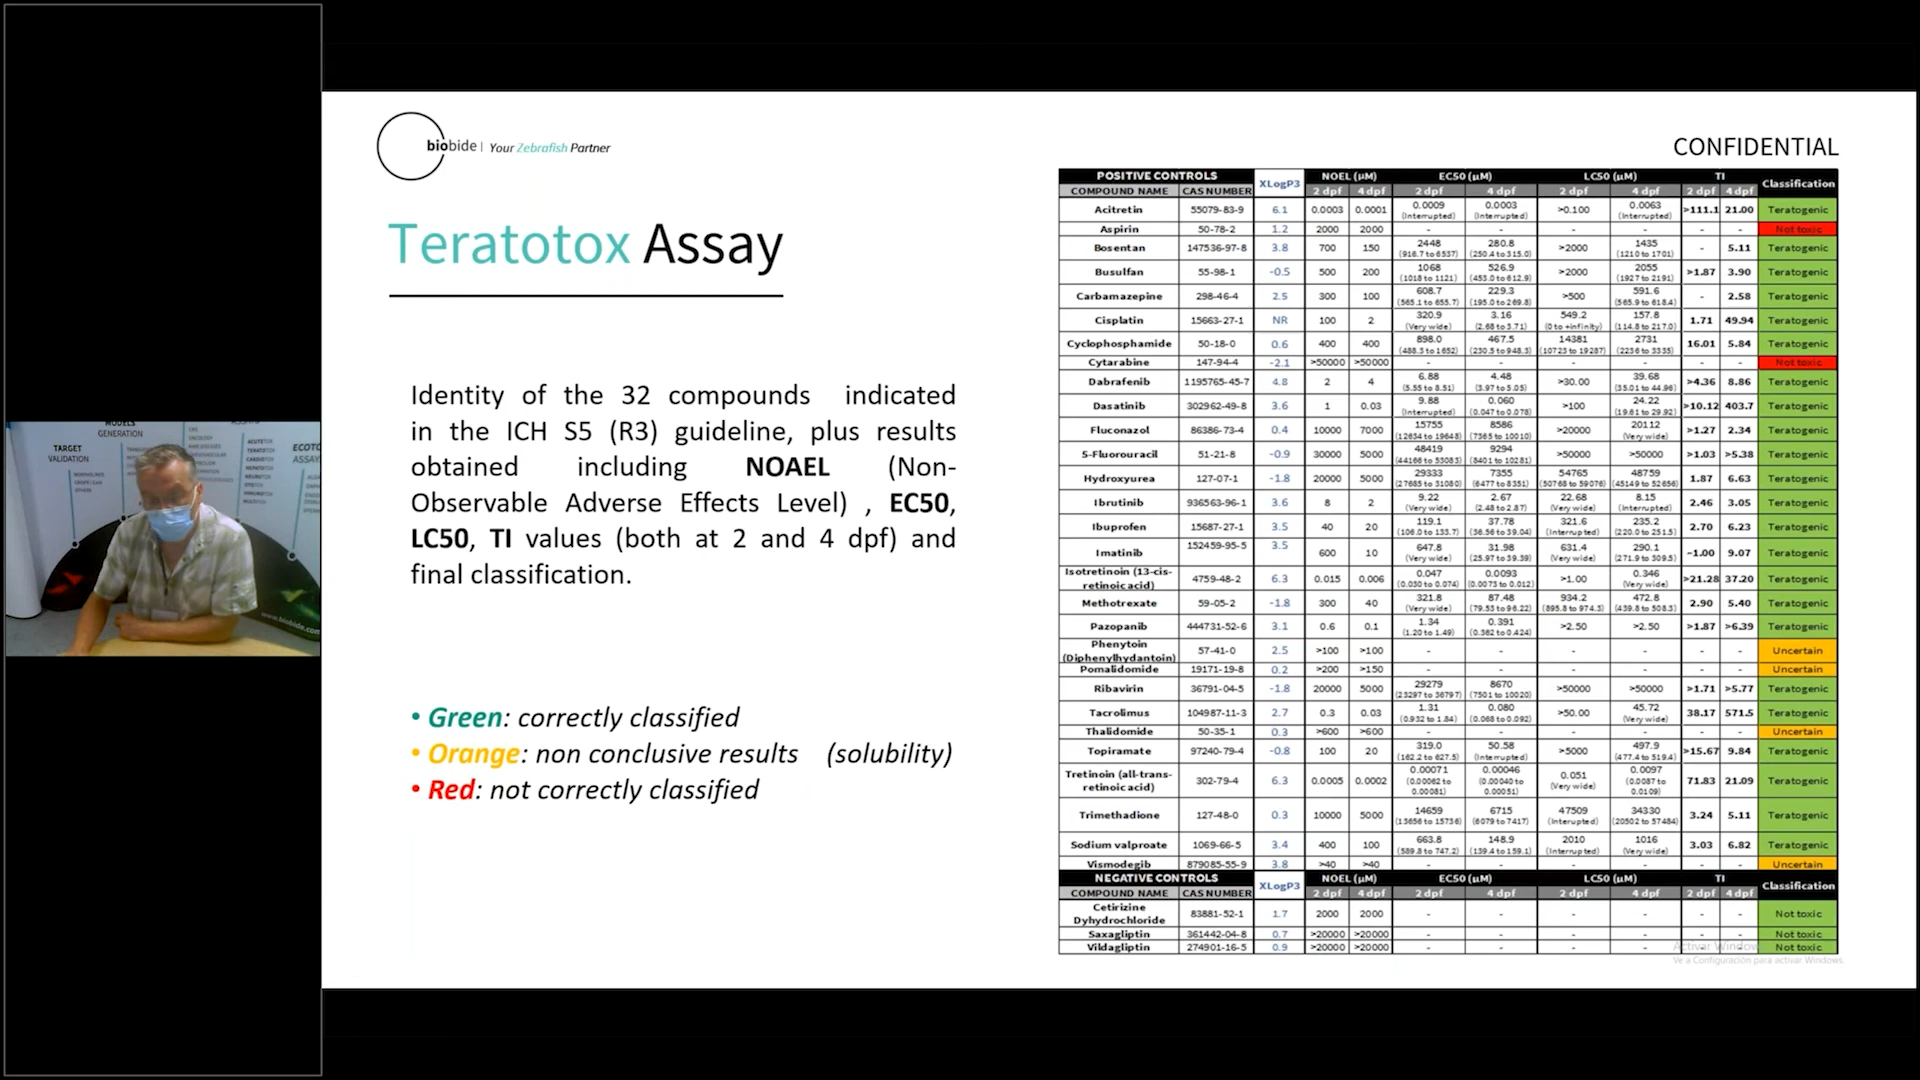 biobide | Your Zebrafish Partner
CONFIDENTIAL
Teratotox Assay
Identity of the 32 compounds indicated
in the ICH S5 (R3) guideline, plus results
obtained including NOAEL (Non-
Observable Adverse Effects Level) , EC50,
LC50, TI values (both at 2 and 4 dpf) and
final classification.
• Green: correctly classified
• Orange: non conclusive results (solubility)
• Red: not correctly classified
POSITIVE CONTROLS XLogP3 NOEL (µM) EC50 (µM) LC50 (µM) TI Classification
COMPOUND NAME CAS NUMBER 2 dpf 4 dpf 2 dpf 4 dpf 2 dpf 4 dpf 2 dpf 4 dpf
Acitretin 55079-83-9 6.1 0.0003 0.0001 0.0009 (Interrupted) 0.0003 (Interrupted) >0.100 0.0063 (Interrupted) >111.1 21.00 Teratogenic
Aspirin 50-78-2 1.2 2000 2000 - - - - - - Not toxic
Bosentan 147536-97-8 3.8 700 150 2448 (916.7 to 6537) 280.8 (250.4 to 315.0) >2000 1435 (1210 to 1701) - 5.11 Teratogenic
Busulfan 55-98-1 -0.5 500 200 1068 (1018 to 1121) 526.9 (453.0 to 612.9) >2000 2055 (1927 to 2191) >1.87 3.90 Teratogenic
Carbamazepine 298-46-4 2.5 300 100 608.7 (565.1 to 655.7) 229.3 (195.0 to 269.8) >500 591.6 (565.9 to 618.4) - 2.58 Teratogenic
Cisplatin 15663-27-1 NR 100 2 320.9 (Very wide) 3.16 (2.68 to 3.71) 549.2 (0 to +infinity) 157.8 (114.8 to 217.0) 1.71 49.94 Teratogenic
Cyclophosphamide 50-18-0 0.6 400 400 898.0 (488.3 to 1652) 467.5 (230.5 to 948.3) 14381 (10723 to 19287) 2731 (2236 to 3335) 16.01 5.84 Teratogenic
Cytarabine 147-94-4 -2.1 >50000 >50000 - - - - - - Not toxic
Dabrafenib 1195765-45-7 4.8 2 4 6.88 (5.55 to 8.51) 4.48 (3.97 to 5.05) >30.00 39.68 (35.01 to 44.96) >4.36 8.86 Teratogenic
Dasatinib 302962-49-8 3.6 1 0.03 9.88 (Interrupted) 0.060 (0.047 to 0.078) >100 24.22 (19.61 to 29.92) >10.12 403.7 Teratogenic
Fluconazol 86386-73-4 0.4 10000 7000 15755 (12634 to 19648) 8586 (7365 to 10010) >20000 20112 (Very wide) >1.27 2.34 Teratogenic
5-Fluorouracil 51-21-8 -0.9 30000 5000 48419 (44166 to 53083) 9294 (8401 to 10281) >50000 >50000 >1.03 >5.38 Teratogenic
Hydroxyurea 127-07-1 -1.8 20000 5000 29333 (27685 to 31080) 7355 (6477 to 8351) 54765 (50768 to 59076) 48759 (45149 to 52656) 1.87 6.63 Teratogenic
Ibrutinib 936563-96-1 3.6 8 2 9.22 (Very wide) 2.67 (2.48 to 2.87) 22.68 (Very wide) 8.15 (Interrupted) 2.46 3.05 Teratogenic
Ibuprofen 15687-27-1 3.5 40 20 119.1 (106.0 to 133.7) 37.78 (36.56 to 39.04) 321.6 (Interrupted) 235.2 (220.0 to 251.5) 2.70 6.23 Teratogenic
Imatinib 152459-95-5 3.5 600 10 647.8 (Very wide) 31.98 (25.97 to 39.39) 631.4 (Very wide) 290.1 (271.9 to 309.5) ~1.00 9.07 Teratogenic
Isotretinoin (13-cis-retinoic acid) 4759-48-2 6.3 0.015 0.006 0.047 (0.030 to 0.074) 0.0093 (0.0073 to 0.012) >1.00 0.346 (Very wide) >21.28 37.20 Teratogenic
Methotrexate 59-05-2 -1.8 300 40 321.8 (Very wide) 87.48 (79.53 to 96.22) 934.2 (895.8 to 974.3) 472.8 (439.8 to 508.3) 2.90 5.40 Teratogenic
Pazopanib 444731-52-6 3.1 0.6 0.1 1.34 (1.20 to 1.49) 0.391 (0.362 to 0.424) >2.50 >2.50 >1.87 >6.39 Teratogenic
Phenytoin (Diphenylhydantoin) 57-41-0 2.5 >100 >100 - - - - - - Uncertain
Pomalidomide 19171-19-8 0.2 >200 >150 - - - - - - Uncertain
Ribavirin 36791-04-5 -1.8 20000 5000 29279 (23297 to 36797) 8670 (7501 to 10020) >50000 >50000 >1.71 >5.77 Teratogenic
Tacrolimus 104987-11-3 2.7 0.3 0.03 1.31 (0.932 to 1.84) 0.080 (0.068 to 0.092) >50.00 45.72 (Very wide) 38.17 571.5 Teratogenic
Thalidomide 50-35-1 0.3 >600 >600 - - - - - - Uncertain
Topiramate 97240-79-4 -0.8 100 20 319.0 (162.2 to 627.5) 50.58 (Interrupted) >5000 497.9 (477.4 to 519.4) >15.67 9.84 Teratogenic
Tretinoin (all-trans-retinoic acid) 302-79-4 6.3 0.0005 0.0002 0.00071 (0.00062 to 0.00081) 0.00046 (0.00040 to 0.00051) 0.051 (Very wide) 0.0097 (0.0087 to 0.0109) 71.83 21.09 Teratogenic
Trimethadione 127-48-0 0.3 10000 5000 14659 (13656 to 15736) 6715 (6079 to 7417) 47509 (Interrupted) 34330 (20502 to 57484) 3.24 5.11 Teratogenic
Sodium valproate 1069-66-5 3.4 400 100 663.8 (589.8 to 747.2) 148.9 (139.4 to 159.1) 2010 (Interrupted) 1016 (Very wide) 3.03 6.82 Teratogenic
Vismodegib 879085-55-9 3.8 >40 >40 - - - - - - Uncertain
NEGATIVE CONTROLS XLogP3 NOEL (µM) EC50 (µM) LC50 (µM) TI Classification
COMPOUND NAME CAS NUMBER 2 dpf 4 dpf 2 dpf 4 dpf 2 dpf 4 dpf 2 dpf 4 dpf
Cetirizine Dyhydrochloride 83881-52-1 1.7 2000 2000 - - - - - - Not toxic
Saxagliptin 361442-04-8 0.7 >20000 >20000 - - - - - - Not toxic
Vildagliptin 274901-16-5 0.9 >20000 >20000 - - - - - - Not toxic
Activar Windows
Ve a Configuración para activar Windows.
MODELS
GENERATION
TARGET
VALIDATION
ECOTO
ASSAY
www.biobide.com